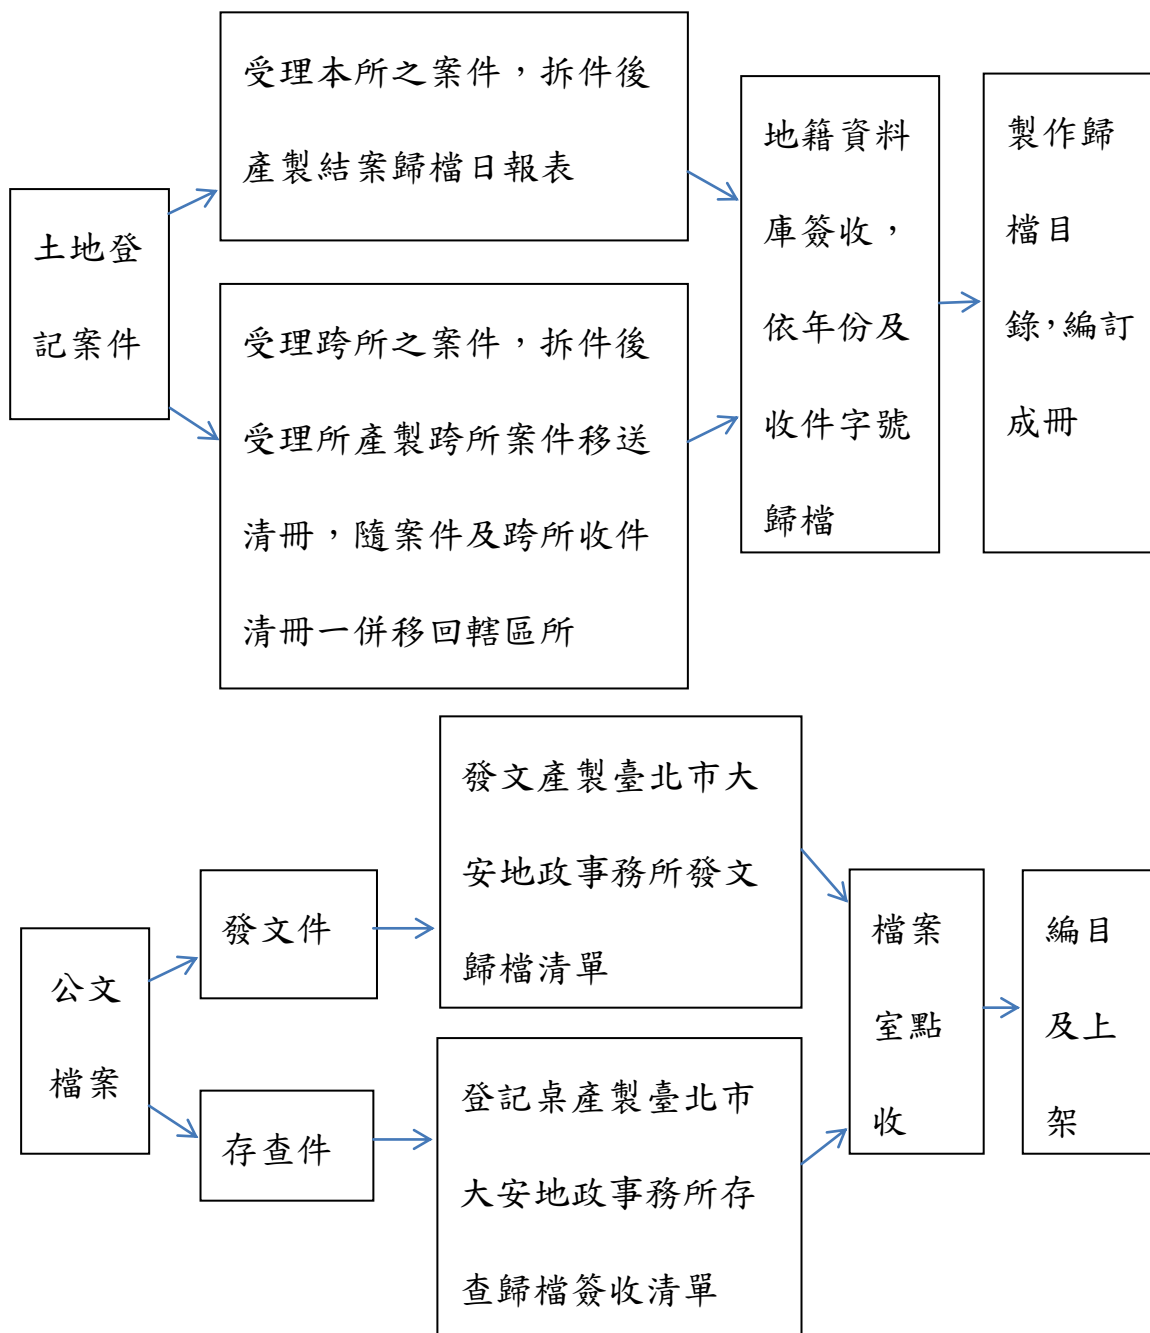 土地登
記案件
受理本所之案件，拆件後
產製結案歸檔日報表
受理跨所之案件，拆件後
受理所產製跨所案件移送
清冊，隨案件及跨所收件
清冊一併移回轄區所
地籍資料
庫簽收，
依年份及
收件字號
歸檔
製作歸
檔目
錄，編訂
成冊
公文
檔案
發文件
存查件
發文產製臺北市大
安地政事務所發文
歸檔清單
登記桌產製臺北市
大安地政事務所存
查歸檔簽收清單
檔案
室點
收
編目
及上
架